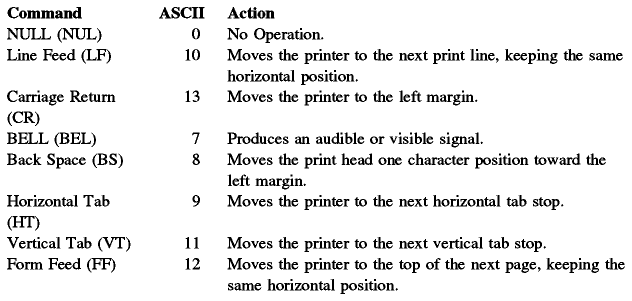 Command ASCII Action
NULL (NUL) 0 No Operation.
Line Feed (LF) 10 Moves the printer to the next print line, keeping the same
horizontal position.
Carriage Return 13 Moves the printer to the left margin.
(CR)
BELL (BEL) 7 Produces an audible or visible signal.
Back Space (BS) 8 Moves the print head one character position toward the
left margin.
Horizontal Tab 9 Moves the printer to the next horizontal tab stop.
(HT)
Vertical Tab (VT) 11 Moves the printer to the next vertical tab stop.
Form Feed (FF) 12 Moves the printer to the top of the next page, keeping the
same horizontal position.